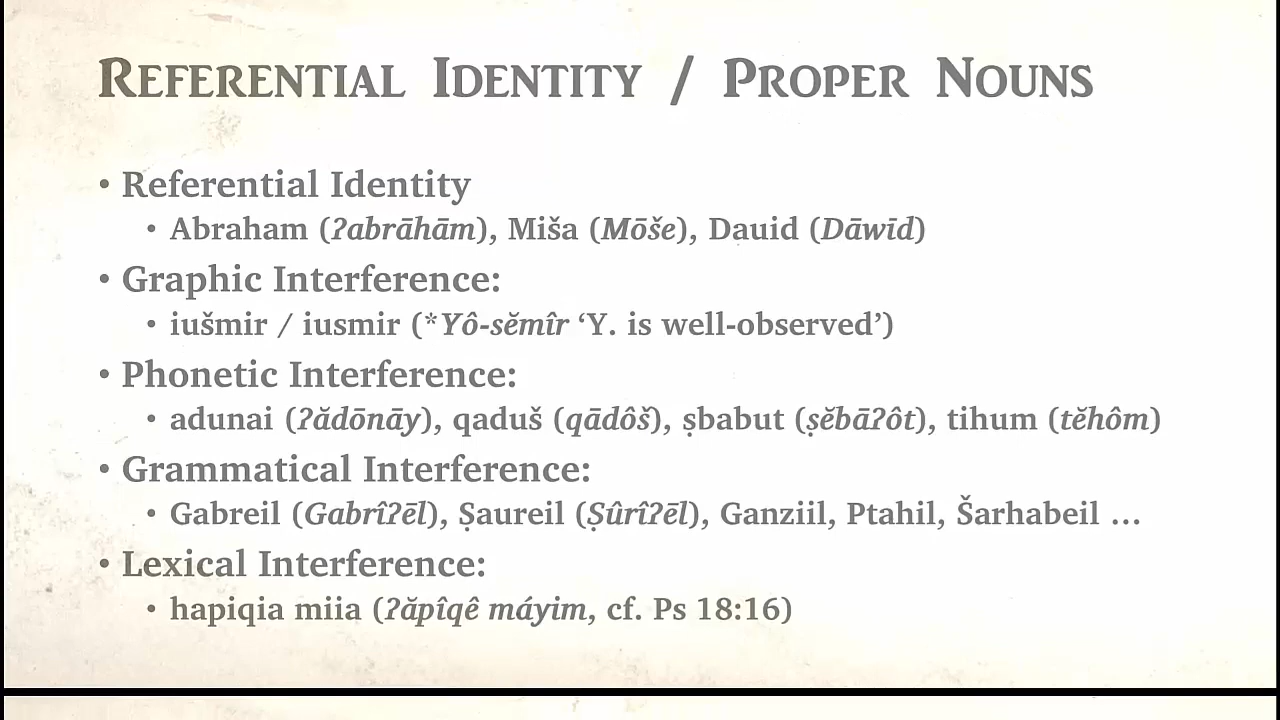 Referential Identity / Proper Nouns
• Referential Identity
• Abraham (ʔabrāhām), Miša (Mōše), Dauid (Dāwīd)
• Graphic Interference:
• iušmir / iusmir (*Yô-sĕmîr ‘Y. is well-observed’)
• Phonetic Interference:
• adunai (ʔădōnāy), qaduš (qādôš), ṣbabut (ṣĕbāʔôt), tihum (tĕhôm)
• Grammatical Interference:
• Gabreil (Gabrîʔēl), Ṣaureil (Ṣûrîʔēl), Ganziil, Ptahil, Šarhabeil …
• Lexical Interference:
• hapiqia miia (ʔăpîqê máyim, cf. Ps 18:16)